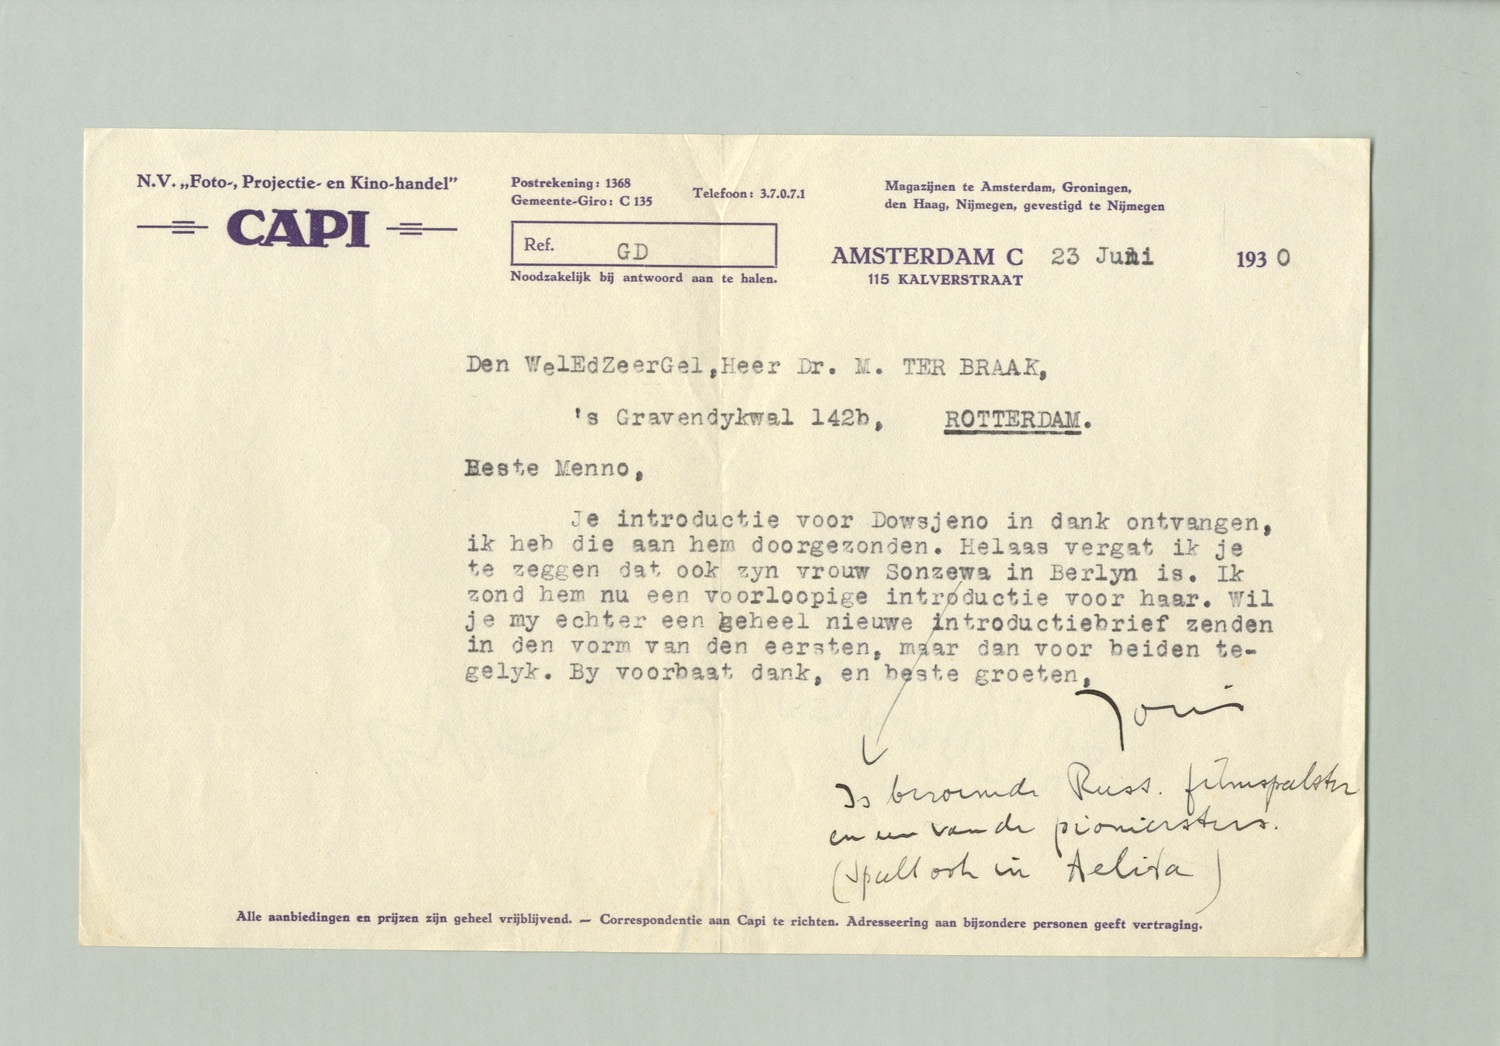 N.V. „Foto-, Projectie- en Kino-handel”
CAPI
Postrekening: 1368
Gemeente-Giro: C 135
Telefoon: 3.7.0.7.1
Ref. GD
Noodzakelijk bij antwoord aan te halen.
Magazijnen te Amsterdam, Groningen,
den Haag, Nijmegen, gevestigd te Nijmegen
AMSTERDAM C 23 Juni 1930
115 KALVERSTRAAT
Den WelEdZeerGel,Heer Dr. M. TER BRAAK,
's Gravendykwal 142b, ROTTERDAM.
Beste Menno,
Je introductie voor Dowsjeno in dank ontvangen,
ik heb die aan hem doorgezonden. Helaas vergat ik je
te zeggen dat ook zyn vrouw Sonzewa in Berlyn is. Ik
zond hem nu een voorloopige introductie voor haar. Wil
je my echter een geheel nieuwe introductiebrief zenden
in den vorm van den eersten, maar dan voor beiden te-
gelyk. By voorbaat dank, en beste groeten,
Joris
Is beroemde Russ. filmspeelster
en een van de pioniersters.
(speelt ook in Aelita)
Alle aanbiedingen en prijzen zijn geheel vrijblijvend. — Correspondentie aan Capi te richten. Adresseering aan bijzondere personen geeft vertraging.